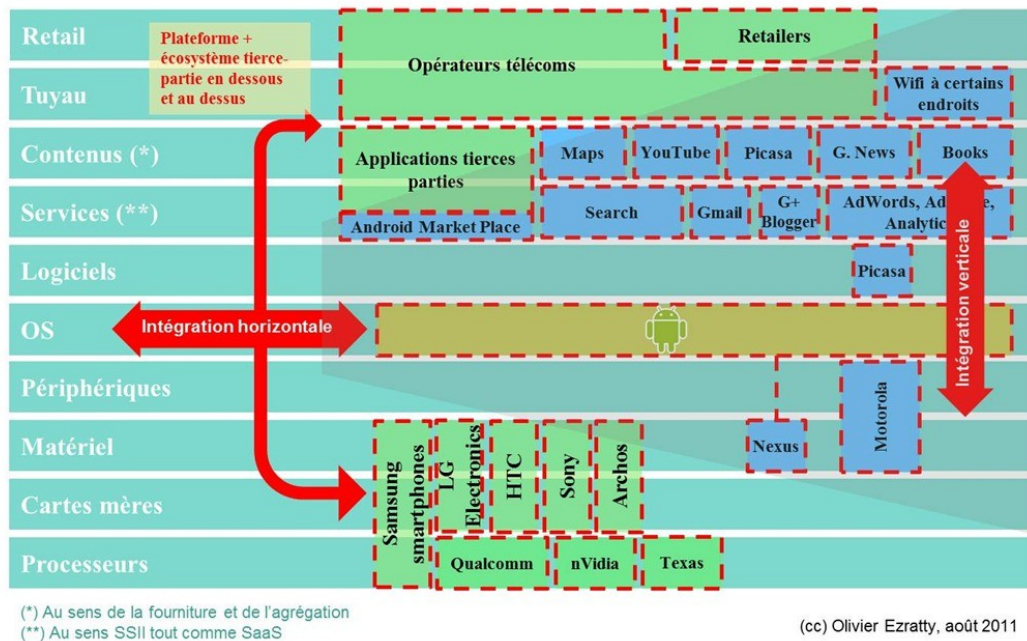 Retail
Plateforme +
écosystème tierce-
partie en dessous
et au dessus
Opérateurs télécoms
Retailers
Tuyau
Wifi à certains
endroits
Contenus (*)
Applications tierces
parties
Maps
YouTube
Picasa
G. News
Books
Services (**)
Android Market Place
Search
Gmail
G+
Blogger
AdWords,
Analytic
Logiciels
Picasa
OS
Intégration horizontale
Intégration verticale
Périphériques
Motorola
Matériel
Samsung
smartphones
LG
Electronics
HTC
Sony
Archos
Nexus
Cartes mères
Processeurs
Qualcomm
nVidia
Texas
(*) Au sens de la fourniture et de l'agrégation
(**) Au sens SSII tout comme SaaS
(cc) Olivier Ezratty, août 2011